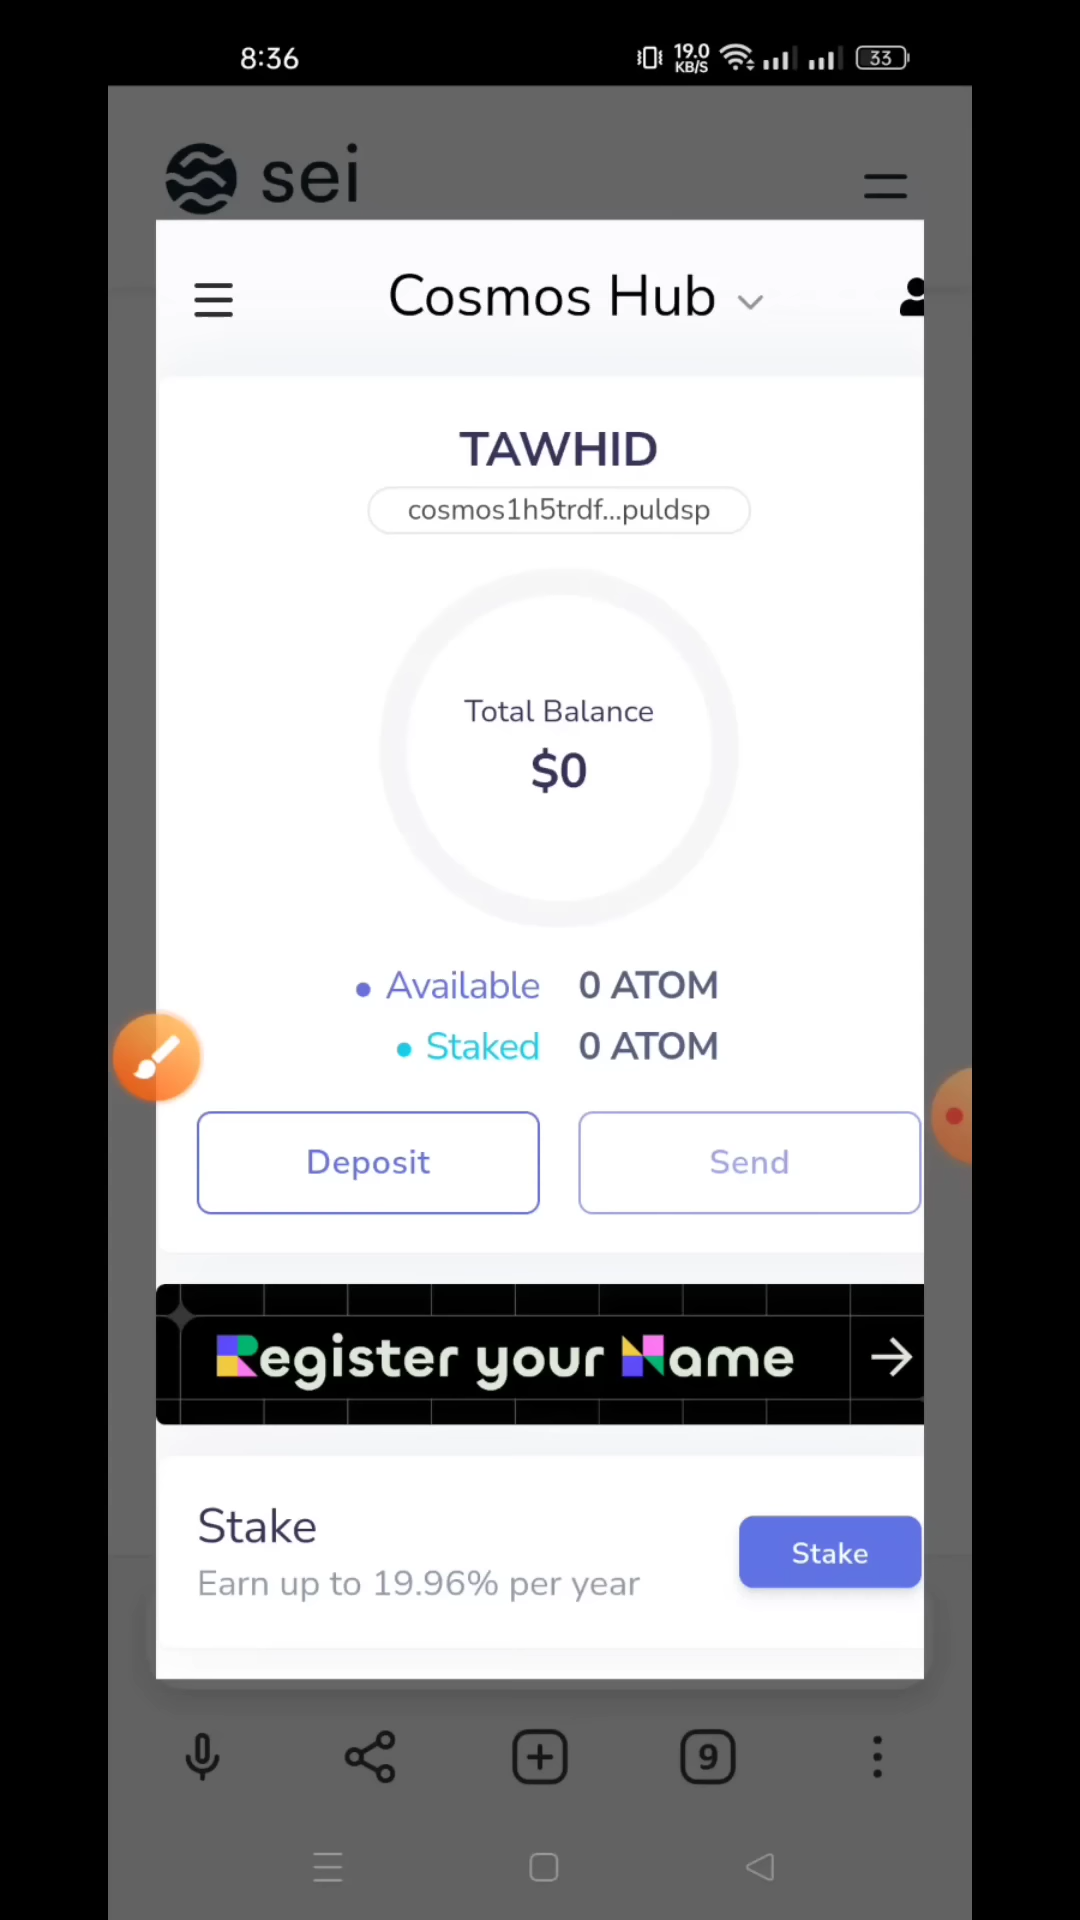 8:36
19.0
KB/S
33
sei
Cosmos Hub
TAWHID
cosmos1h5trdf...puldsp
Total Balance
$0
Available 0 ATOM
Staked 0 ATOM
Deposit Send
Register your Name
Stake
Earn up to 19.96% per year
Stake
9